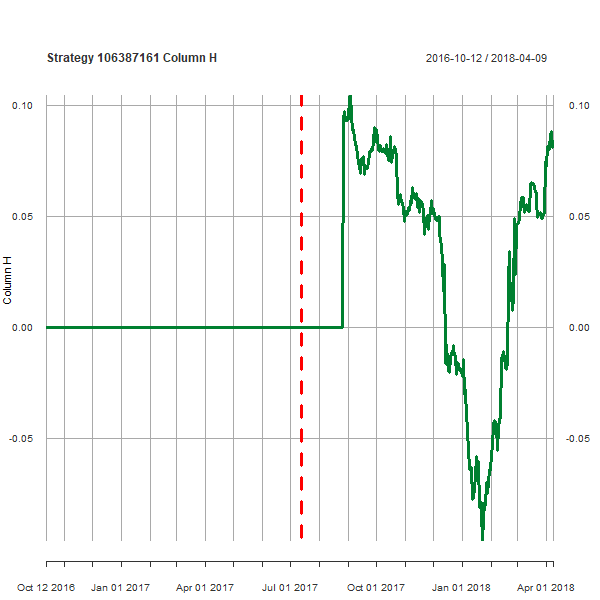 Strategy 106387161 Column H
2016-10-12 / 2018-04-09
0.10 0.10
0.05 0.05
Column H
0.00 0.00
-0.05 -0.05
Oct 12 2016 Jan 01 2017 Apr 01 2017 Jul 01 2017 Oct 01 2017 Jan 01 2018 Apr 01 2018